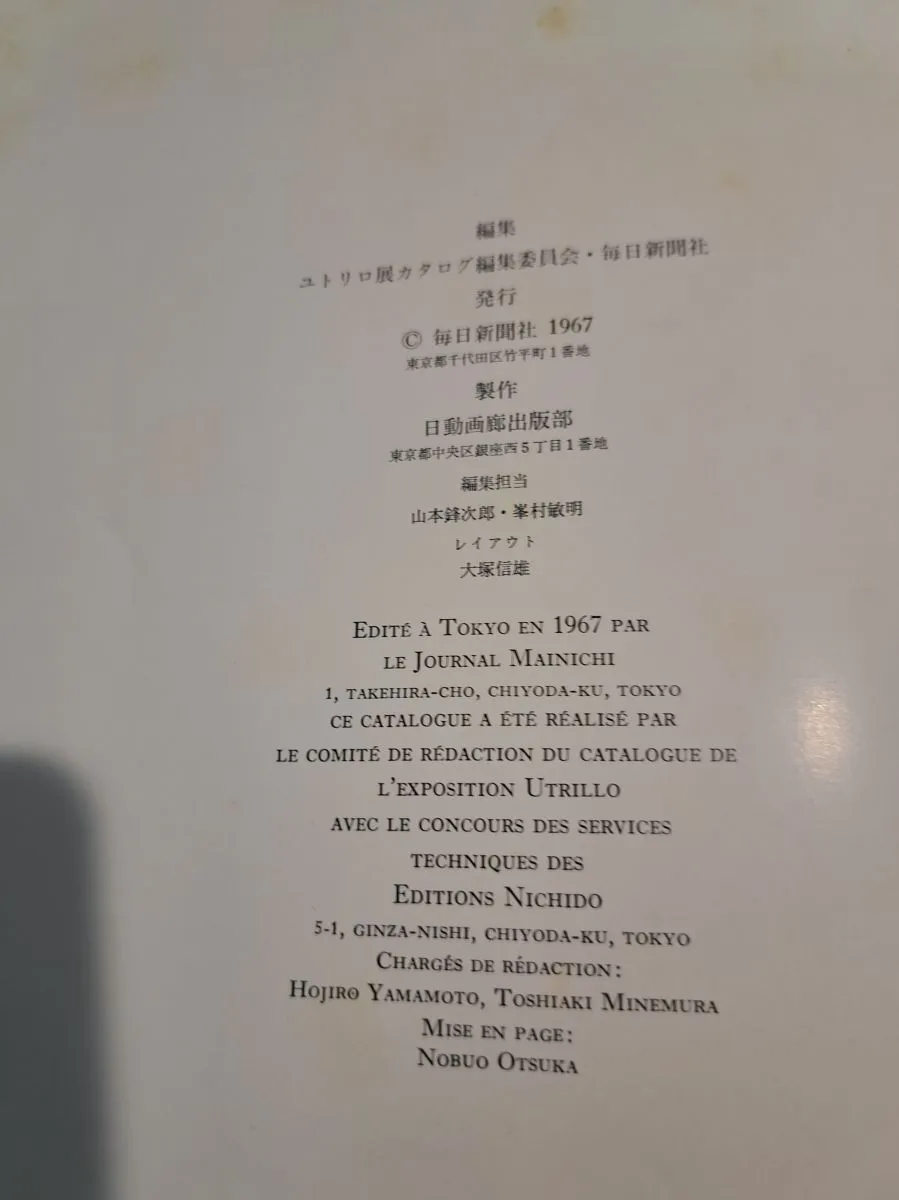 編集
ユトリロ展カタログ編集委員会・毎日新聞社
発行
© 毎日新聞社 1967
東京都千代田区竹平町1番地
製作
日動画廊出版部
東京都中央区銀座西5丁目1番地
編集担当
山本鋒次郎・峯村敏明
レイアウト
大塚信雄
EDITÉ À TOKYO EN 1967 PAR
LE JOURNAL MAINICHI
1, TAKEHIRA-CHO, CHIYODA-KU, TOKYO
CE CATALOGUE A ÉTÉ RÉALISÉ PAR
LE COMITÉ DE RÉDACTION DU CATALOGUE DE
L'EXPOSITION UTRILLO
AVEC LE CONCOURS DES SERVICES
TECHNIQUES DES
EDITIONS NICHIDO
5-1, GINZA-NISHI, CHIYODA-KU, TOKYO
CHARGÉS DE RÉDACTION:
HOJIRO YAMAMOTO, TOSHIAKI MINEMURA
MISE EN PAGE:
NOBUO OTSUKA